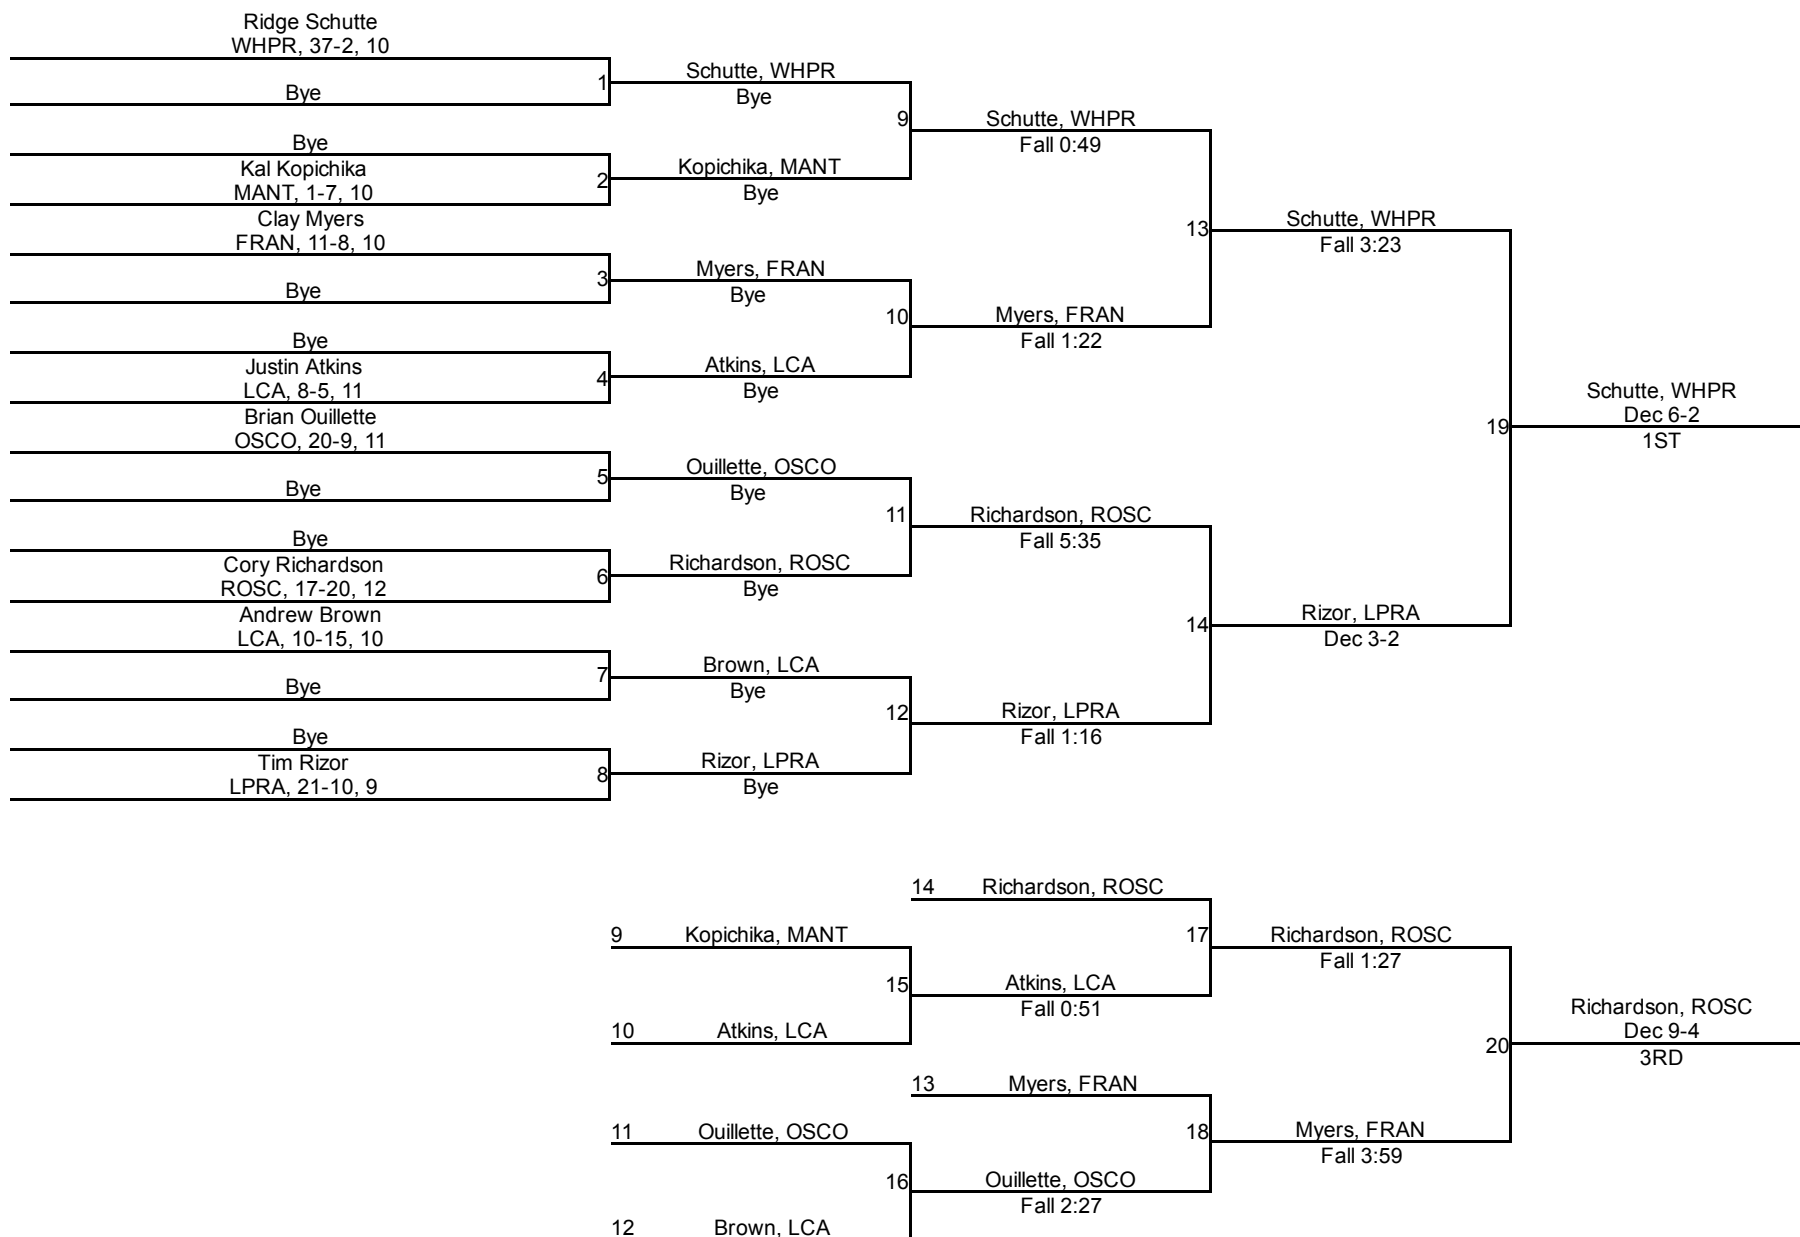 Ridge Schutte
WHPR, 37-2, 10
Bye
1
Bye
Kal Kopichika
MANT, 1-7, 10
2
Clay Myers
FRAN, 11-8, 10
Bye
3
Bye
Justin Atkins
LCA, 8-5, 11
4
Brian Ouillette
OSCO, 20-9, 11
Bye
5
Bye
Cory Richardson
ROSC, 17-20, 12
6
Andrew Brown
LCA, 10-15, 10
Bye
7
Bye
Tim Rizor
LPRA, 21-10, 9
8
Schutte, WHPR
Bye
9
Kopichika, MANT
Bye
Myers, FRAN
Bye
10
Atkins, LCA
Bye
Ouillette, OSCO
Bye
11
Richardson, ROSC
Bye
Brown, LCA
Bye
12
Rizor, LPRA
Bye
Schutte, WHPR
Fall 0:49
13
Myers, FRAN
Fall 1:22
Richardson, ROSC
Fall 5:35
14
Rizor, LPRA
Fall 1:16
Schutte, WHPR
Fall 3:23
19
Rizor, LPRA
Dec 3-2
Schutte, WHPR
Dec 6-2
1ST
14 Richardson, ROSC
9 Kopichika, MANT
17
15
Atkins, LCA
Fall 0:51
10 Atkins, LCA
Richardson, ROSC
Fall 1:27
13 Myers, FRAN
11 Ouillette, OSCO
18
16
Ouillette, OSCO
Fall 2:27
12 Brown, LCA
Myers, FRAN
Fall 3:59
20
Richardson, ROSC
Dec 9-4
3RD